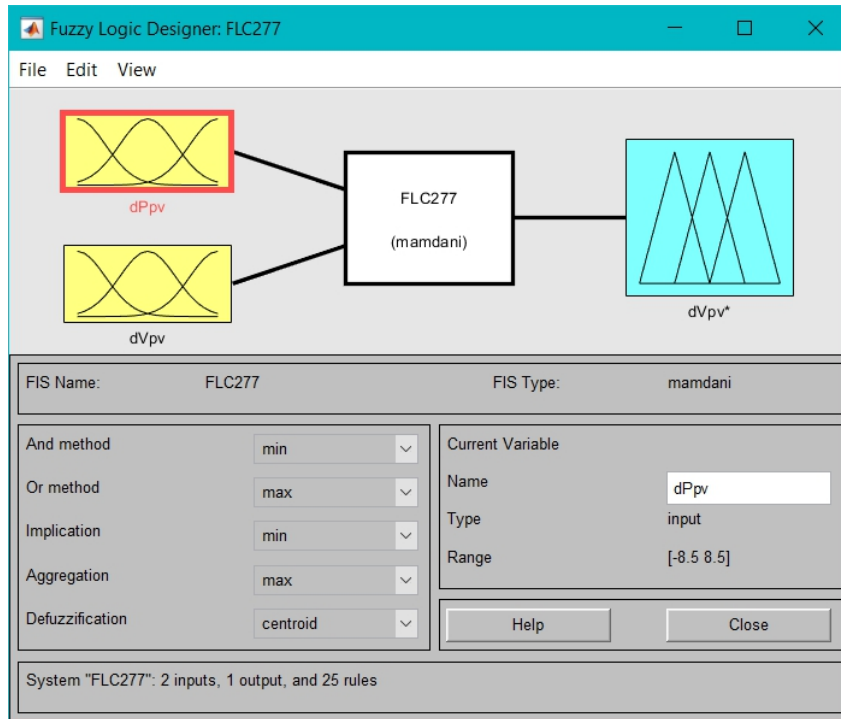 Fuzzy Logic Designer: FLC277
File Edit View
dPpv
FLC277
(mamdani)
dVpv
dVpv*
FIS Name: FLC277 FIS Type: mamdani
And method min
Or method max
Implication min
Aggregation max
Defuzzification centroid
Current Variable
Name dPpv
Type input
Range [-8.5 8.5]
Help Close
System "FLC277": 2 inputs, 1 output, and 25 rules